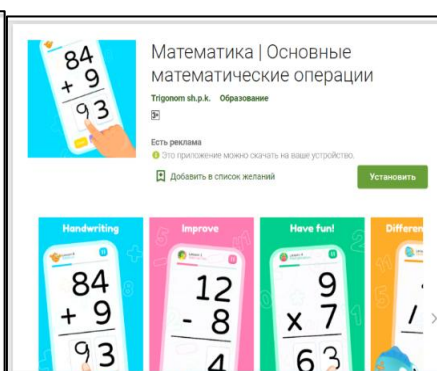 84
+ 9
93
Математика | Основные
математические операции
Trigonom sh.p.k. Образование
3+
Есть реклама
Это приложение можно скачать на ваше устройство.
Добавить в список желаний
Установить
Handwriting
84
+ 9
93
Improve
12
- 8
4
Have fun!
9
x 7
63
Differen